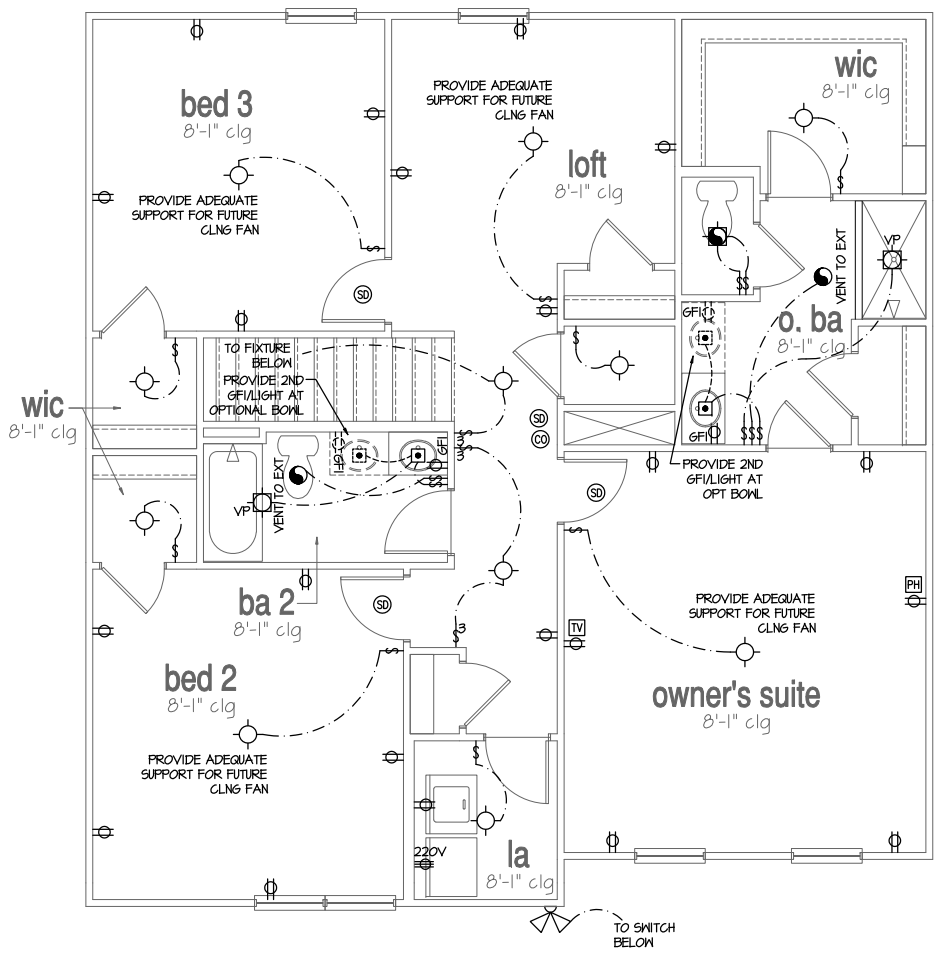 bed 3
8'-1" clg
PROVIDE ADEQUATE
SUPPORT FOR FUTURE
CLNG FAN
$
SD
PROVIDE ADEQUATE
SUPPORT FOR FUTURE
CLNG FAN
loft
8'-1" clg
$
wic
8'-1" clg
$
$$
VENT TO EXT
VP
GFI
o. ba
8'-1" clg
GFI
$$$
PROVIDE 2ND
GFI/LIGHT AT
OPT BOWL
$
TO FIXTURE
BELOW
PROVIDE 2ND
GFI/LIGHT AT
OPTIONAL BOWL
wic
8'-1" clg
$
$
SD
CO
SD
$
GFI
GFI
$3
$3
$$
VENT TO EXT
VP
ba 2
8'-1" clg
SD
$3
bed 2
8'-1" clg
$
PROVIDE ADEQUATE
SUPPORT FOR FUTURE
CLNG FAN
TV
PH
PROVIDE ADEQUATE
SUPPORT FOR FUTURE
CLNG FAN
owner's suite
8'-1" clg
$
220V
la
8'-1" clg
TO SWITCH
BELOW